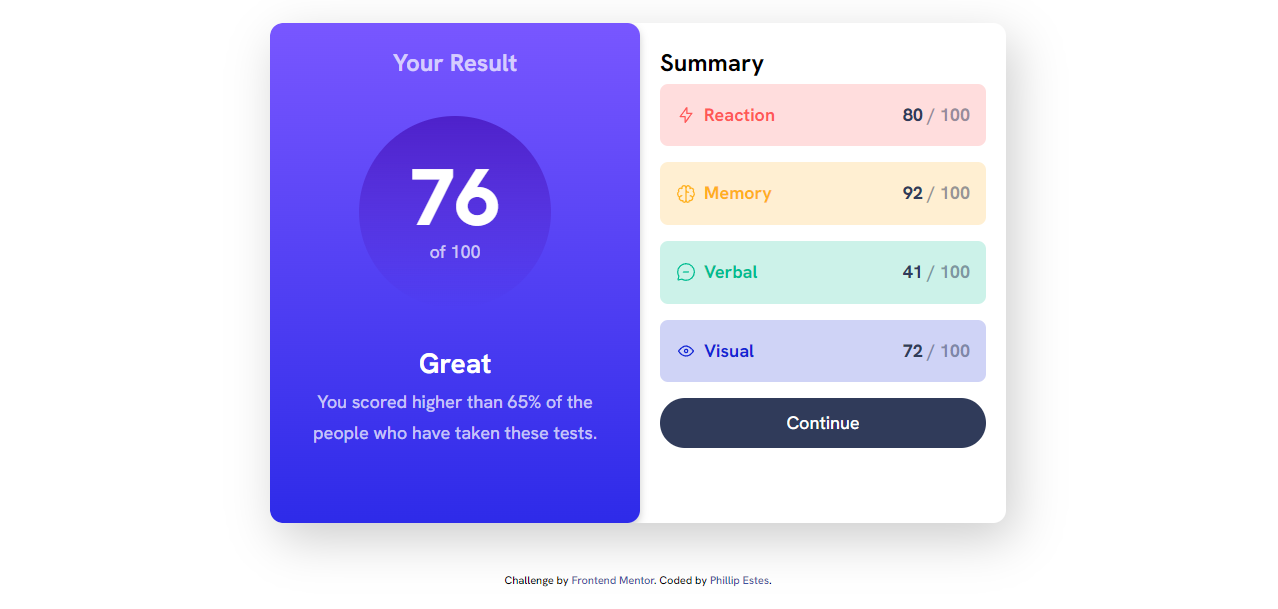 Your Result
76
of 100
Great
You scored higher than 65% of the
people who have taken these tests.
Summary
Reaction 80 / 100
Memory 92 / 100
Verbal 41 / 100
Visual 72 / 100
Continue
Challenge by Frontend Mentor. Coded by Phillip Estes.